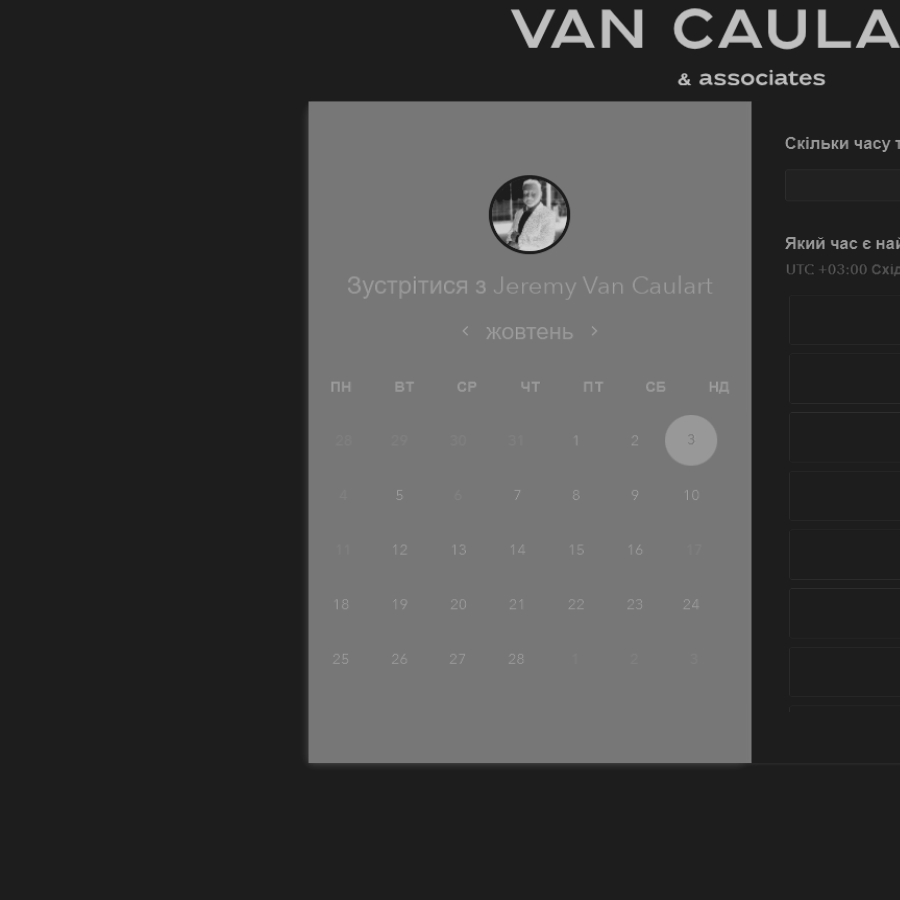 VAN CAULA
& associates
Скільки часу т
Який час є най
UTC +03:00 Схід
Зустрітися з Jeremy Van Caulart
‹ жовтень ›
ПН ВТ СР ЧТ ПТ СБ НД
28 29 30 31 1 2 3
4 5 6 7 8 9 10
11 12 13 14 15 16 17
18 19 20 21 22 23 24
25 26 27 28 1 2 3